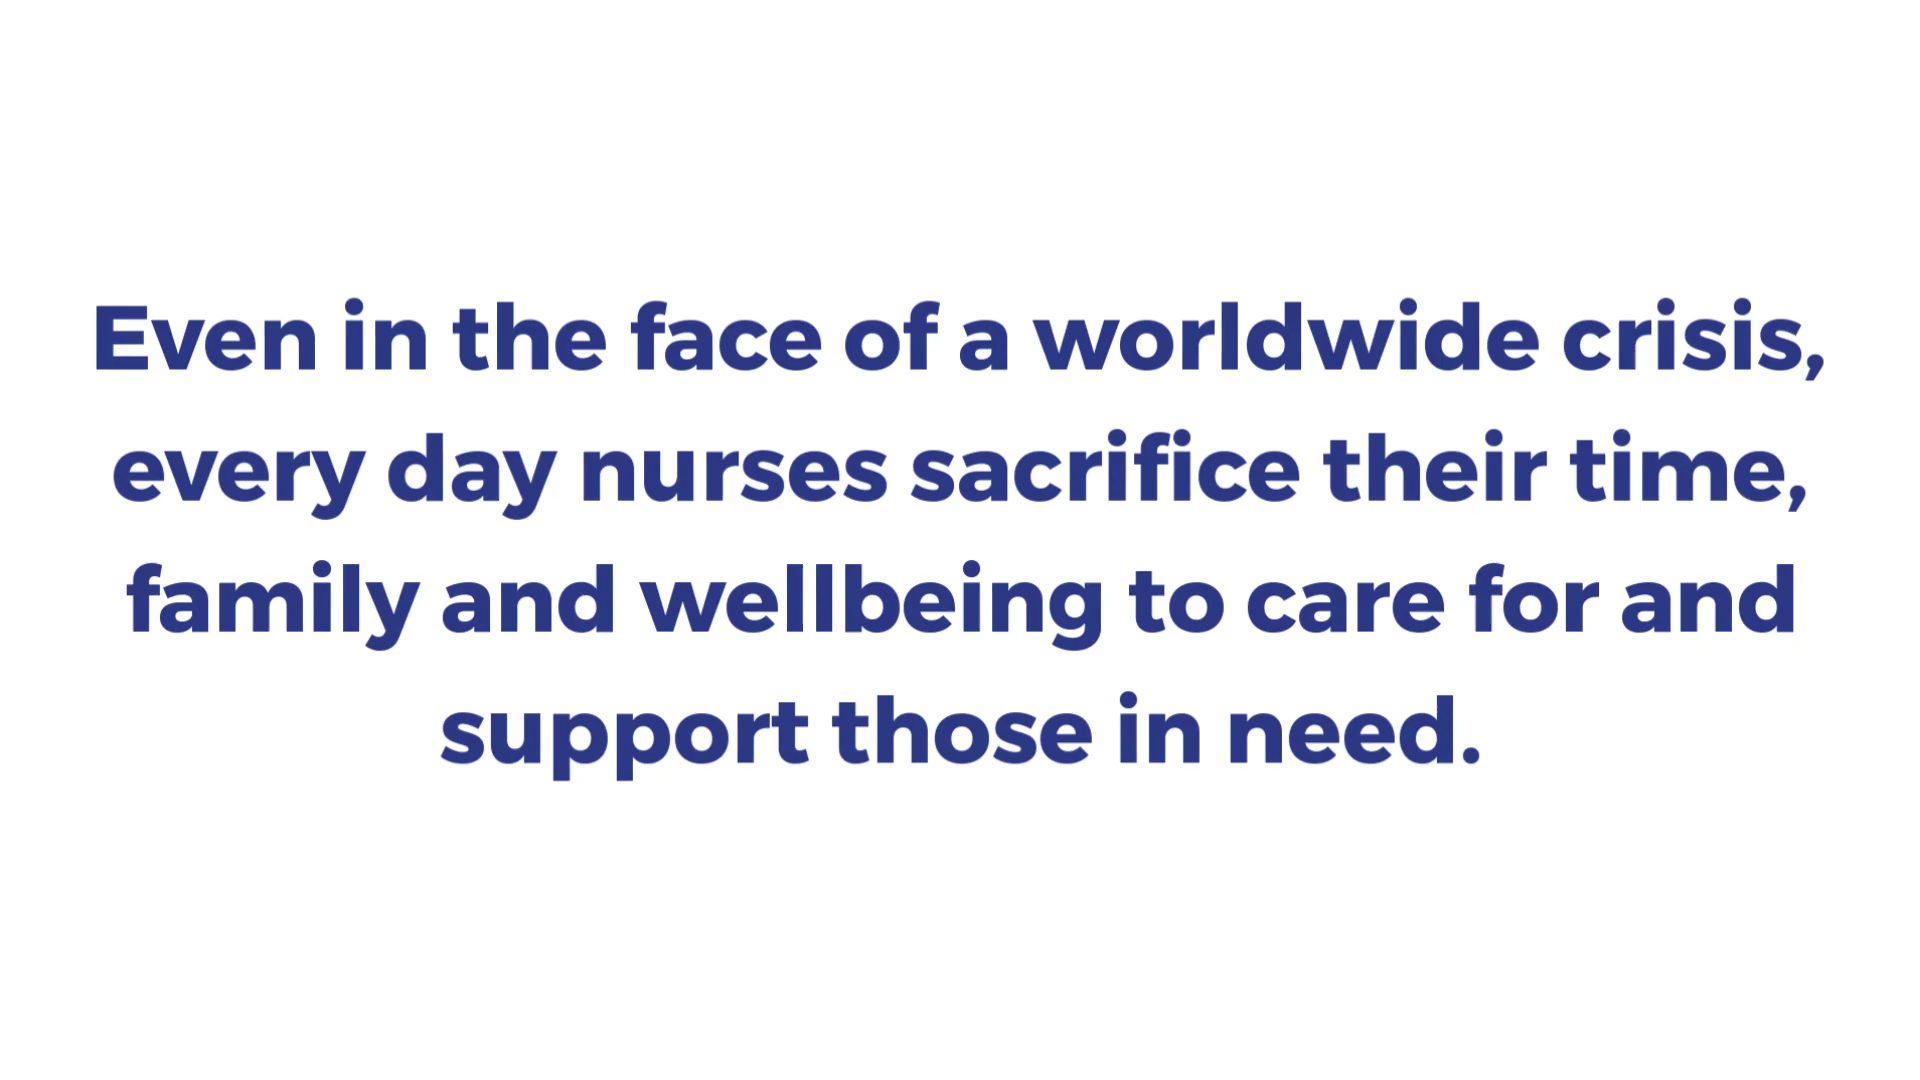 Even in the face of a worldwide crisis,
every day nurses sacrifice their time,
family and wellbeing to care for and
support those in need.